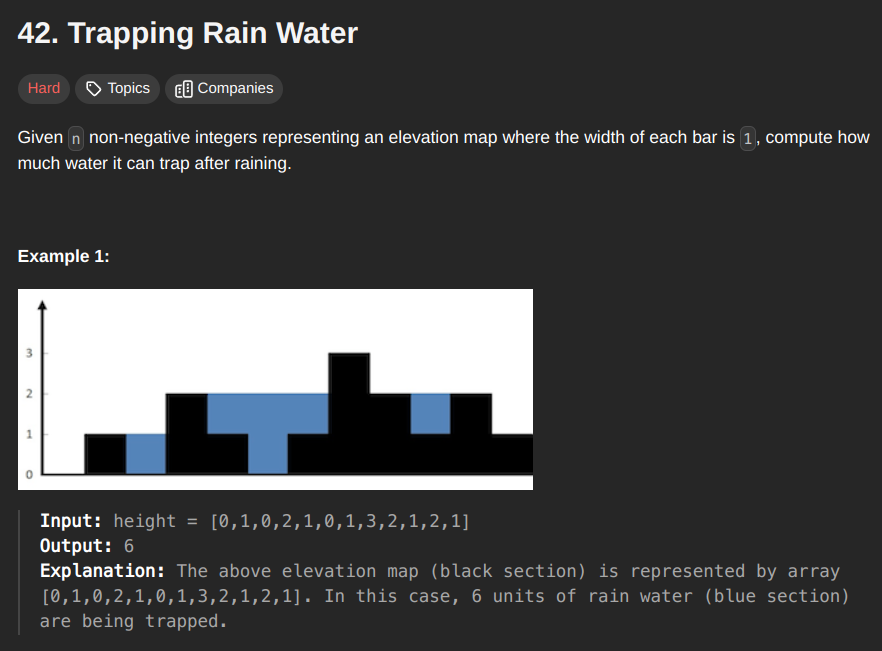 42. Trapping Rain Water
Hard Topics Companies
Given n non-negative integers representing an elevation map where the width of each bar is 1, compute how
much water it can trap after raining.
Example 1:
3
2
1
0
Input: height = [0,1,0,2,1,0,1,3,2,1,2,1]
Output: 6
Explanation: The above elevation map (black section) is represented by array
[0,1,0,2,1,0,1,3,2,1,2,1]. In this case, 6 units of rain water (blue section)
are being trapped.